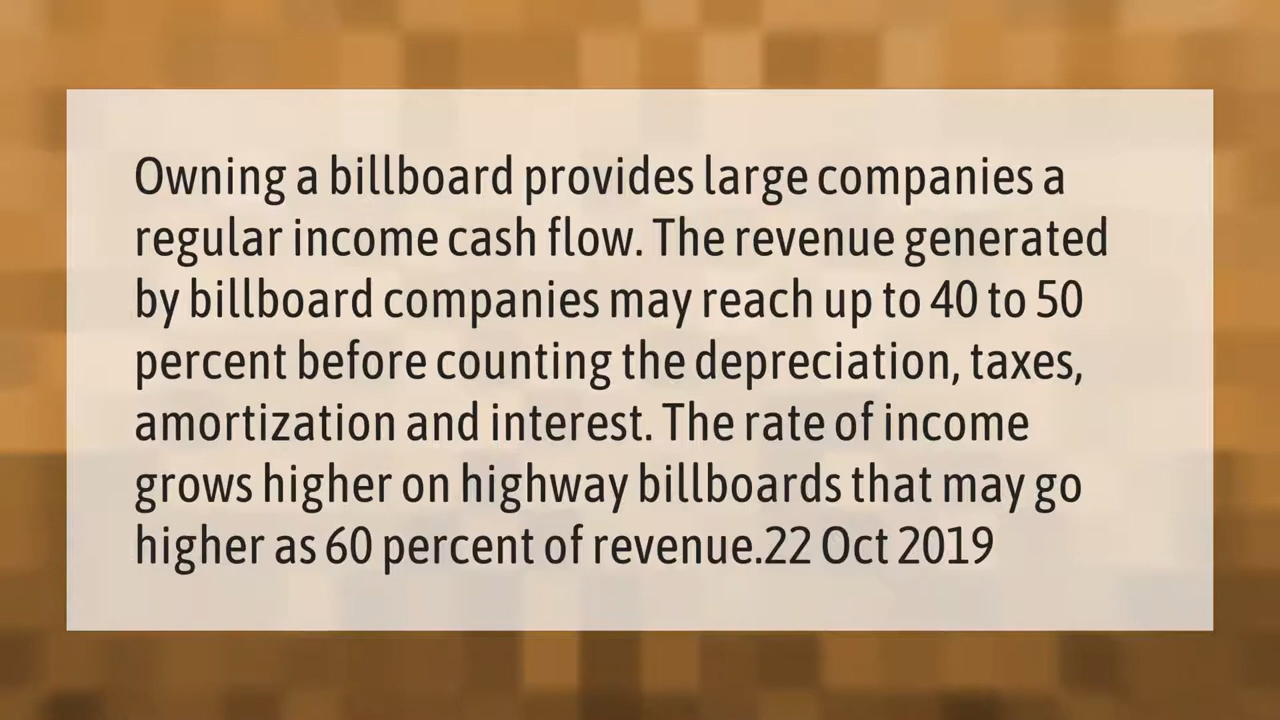 Owning a billboard provides large companies a
regular income cash flow. The revenue generated
by billboard companies may reach up to 40 to 50
percent before counting the depreciation, taxes,
amortization and interest. The rate of income
grows higher on highway billboards that may go
higher as 60 percent of revenue.22 Oct 2019